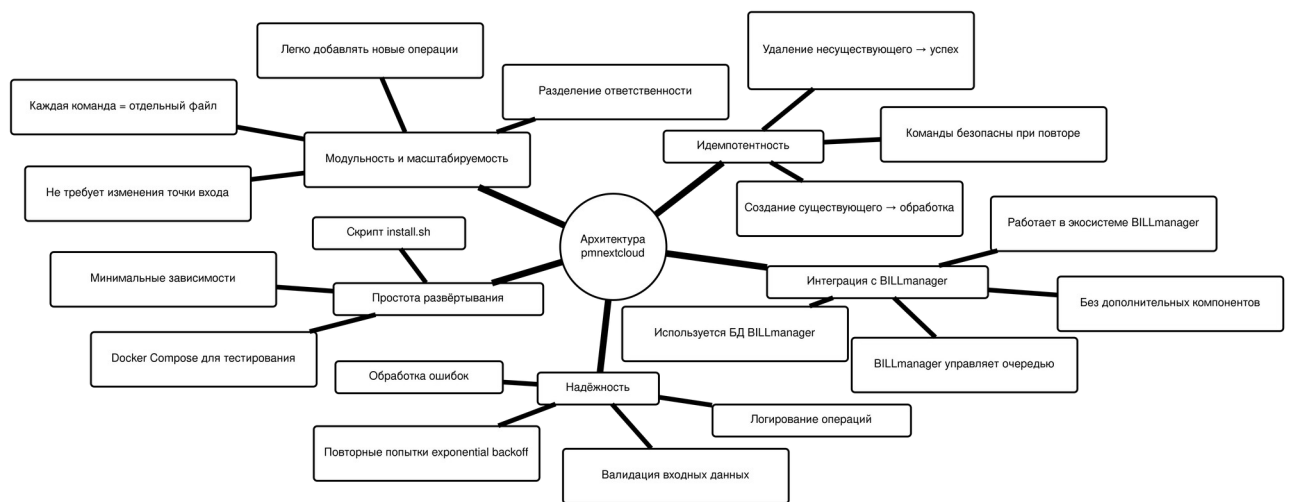 Легко добавлять новые операции
Каждая команда = отдельный файл
Разделение ответственности
Модульность и масштабируемость
Не требует изменения точки входа
Удаление несуществующего → успех
Команды безопасны при повторе
Идемпотентность
Создание существующего → обработка
Архитектура
pmnextcloud
Скрипт install.sh
Минимальные зависимости
Простота развёртывания
Docker Compose для тестирования
Работает в экосистеме BILLmanager
Интеграция с BILLmanager
Без дополнительных компонентов
Используется БД BILLmanager
BILLmanager управляет очередью
Обработка ошибок
Надёжность
Логирование операций
Повторные попытки exponential backoff
Валидация входных данных